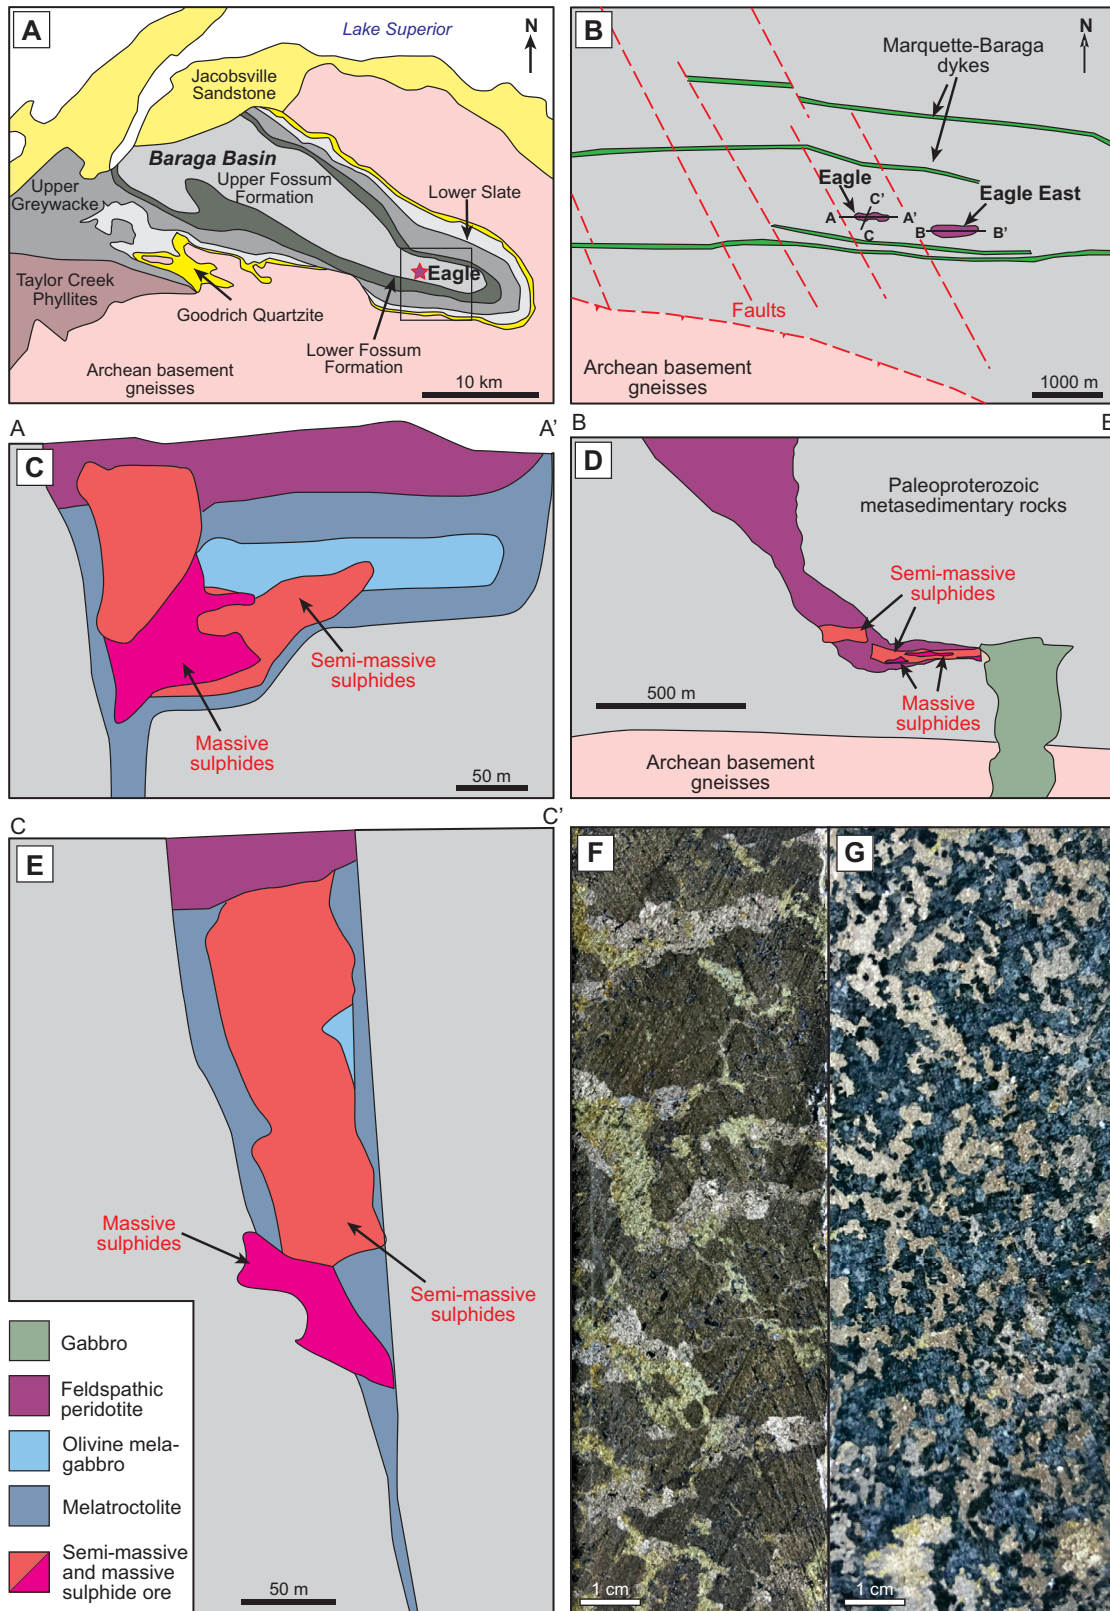 A
Lake Superior
N
Jacobsville
Sandstone
Baraga Basin
Upper Fossum
Formation
Upper
Greywacke
Lower Slate
Eagle
Taylor Creek
Phyllites
Goodrich Quartzite
Lower Fossum
Formation
Archean basement
gneisses
10 km
B
N
Marquette-Baraga
dykes
Eagle
C'
A
A'
C
Eagle East
B
B'
Faults
Archean basement
gneisses
1000 m
A
A'
C
Semi-massive
sulphides
Massive
sulphides
50 m
B
B
D
Paleoproterozoic
metasedimentary rocks
Semi-massive
sulphides
500 m
Massive
sulphides
Archean basement
gneisses
C
C'
E
Massive
sulphides
Semi-massive
sulphides
50 m
Gabbro
Feldspathic
peridotite
Olivine mela-
gabbro
Melatroctolite
Semi-massive
and massive
sulphide ore
F
1 cm
G
1 cm